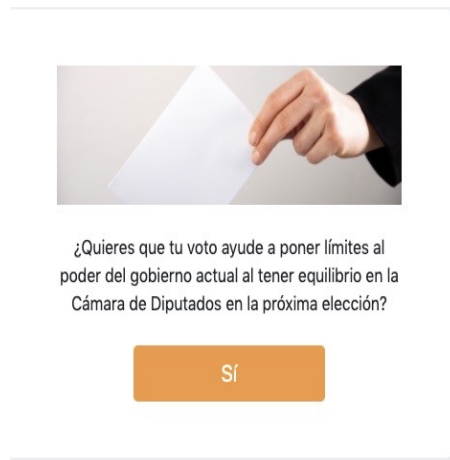 ¿Quieres que tu voto ayude a poner límites al
poder del gobierno actual al tener equilibrio en la
Cámara de Diputados en la próxima elección?
Sí